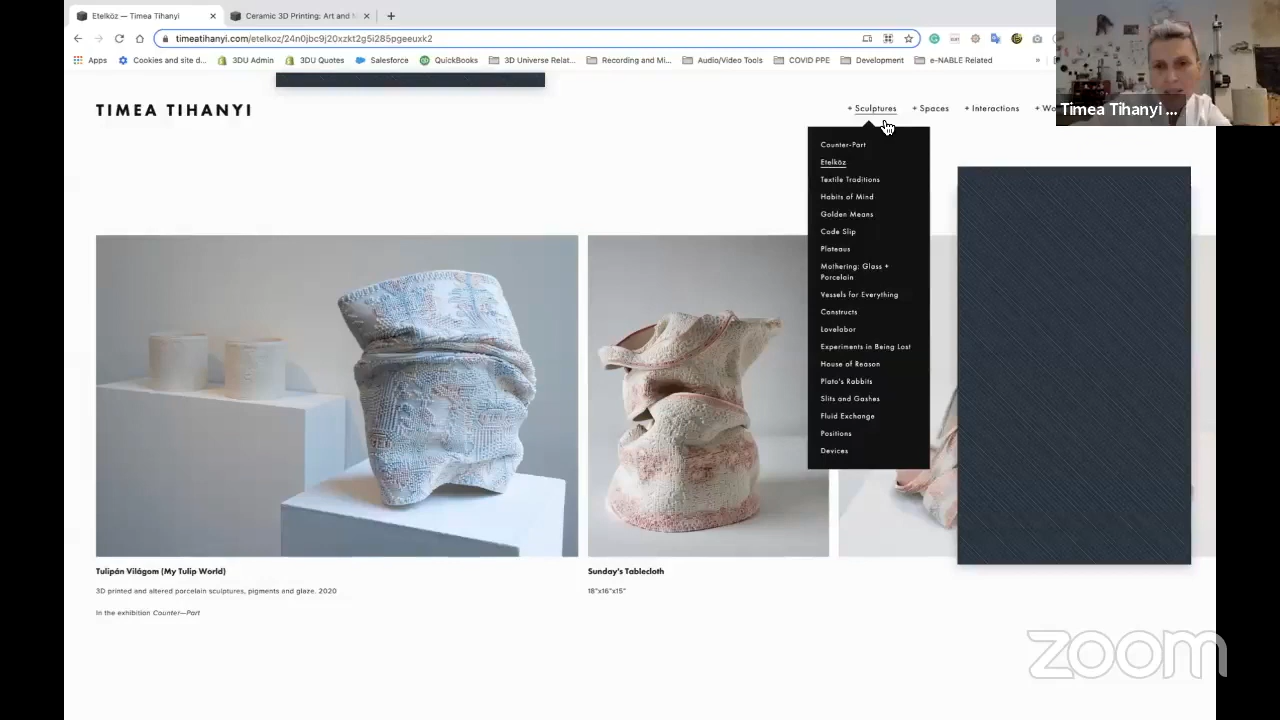 Etelköz — Timea Tihanyi
Ceramic 3D Printing: Art and
timeatihanyi.com/etelkoz/24n0jbc9j20xzkt2g5i285pgeeuxk2
Apps
Cookies and site d...
3DU Admin
3DU Quotes
Salesforce
QuickBooks
3D Universe Relat...
Recording and Mi...
Audio/Video Tools
COVID PPE
Development
e-NABLE Related
»
Timea Tihanyi ...
TIMEA TIHANYI
+ Sculptures
+ Spaces
+ Interactions
+ Wo
Counter-Part
Etelköz
Textile Traditions
Habits of Mind
Golden Means
Code Slip
Plateaus
Mothering: Glass +
Porcelain
Vessels for Everything
Constructs
Lovelabor
Experiments in Being Lost
House of Reason
Plato's Rabbits
Slits and Gashes
Fluid Exchange
Positions
Devices
Tulipán Világom (My Tulip World)
3D printed and altered porcelain sculptures, pigments and glaze. 2020
In the exhibition Counter—Part
Sunday's Tablecloth
18"x16"x15"
zoom